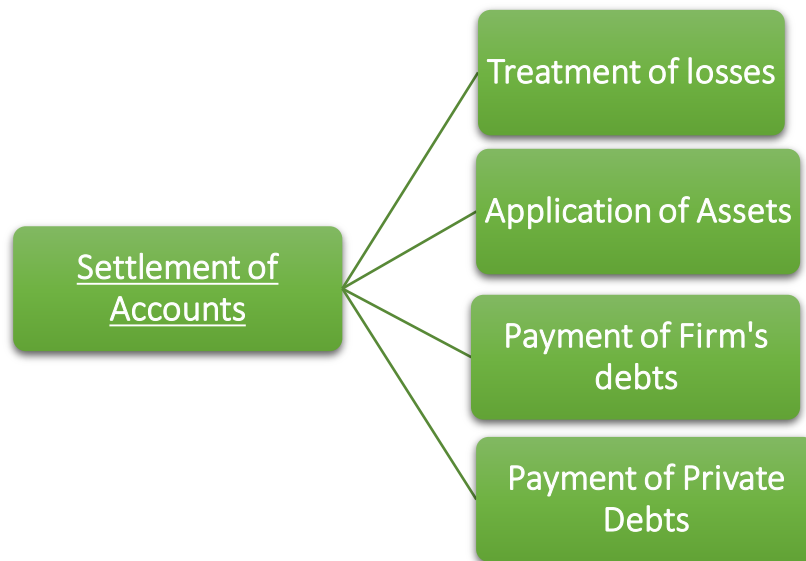 Treatment of losses
Application of Assets
Settlement of
Accounts
Payment of Firm's
debts
Payment of Private
Debts